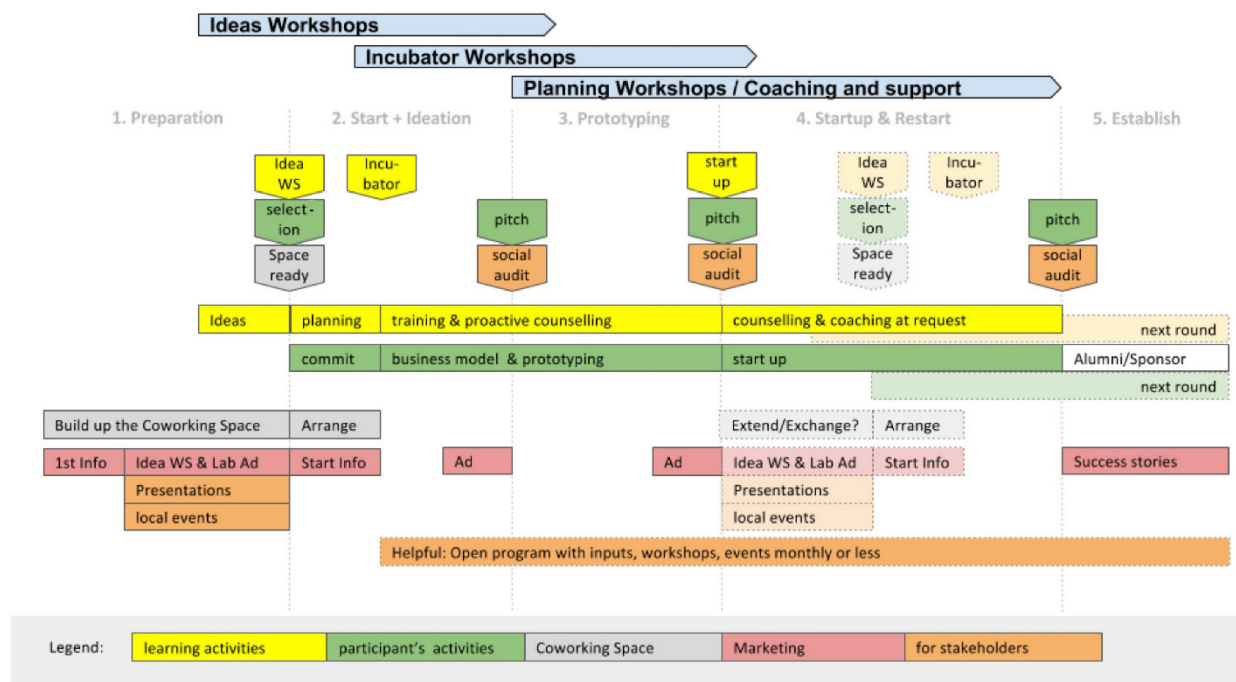 Ideas Workshops
Incubator Workshops
Planning Workshops / Coaching and support
1. Preparation
2. Start + Ideation
3. Prototyping
4. Startup & Restart
5. Establish
Idea
WS
Incu-
bator
start
up
Idea
WS
Incu-
bator
select-
ion
pitch
pitch
select-
ion
pitch
Space
ready
social
audit
social
audit
Space
ready
social
audit
Ideas
planning
training & proactive counselling
counselling & coaching at request
next round
commit
business model & prototyping
start up
Alumni/Sponsor
next round
Build up the Coworking Space
Arrange
Extend/Exchange?
Arrange
1st Info
Idea WS & Lab Ad
Start Info
Ad
Ad
Idea WS & Lab Ad
Start Info
Success stories
Presentations
Presentations
local events
local events
Helpful: Open program with inputs, workshops, events monthly or less
Legend:
learning activities
participant's activities
Coworking Space
Marketing
for stakeholders